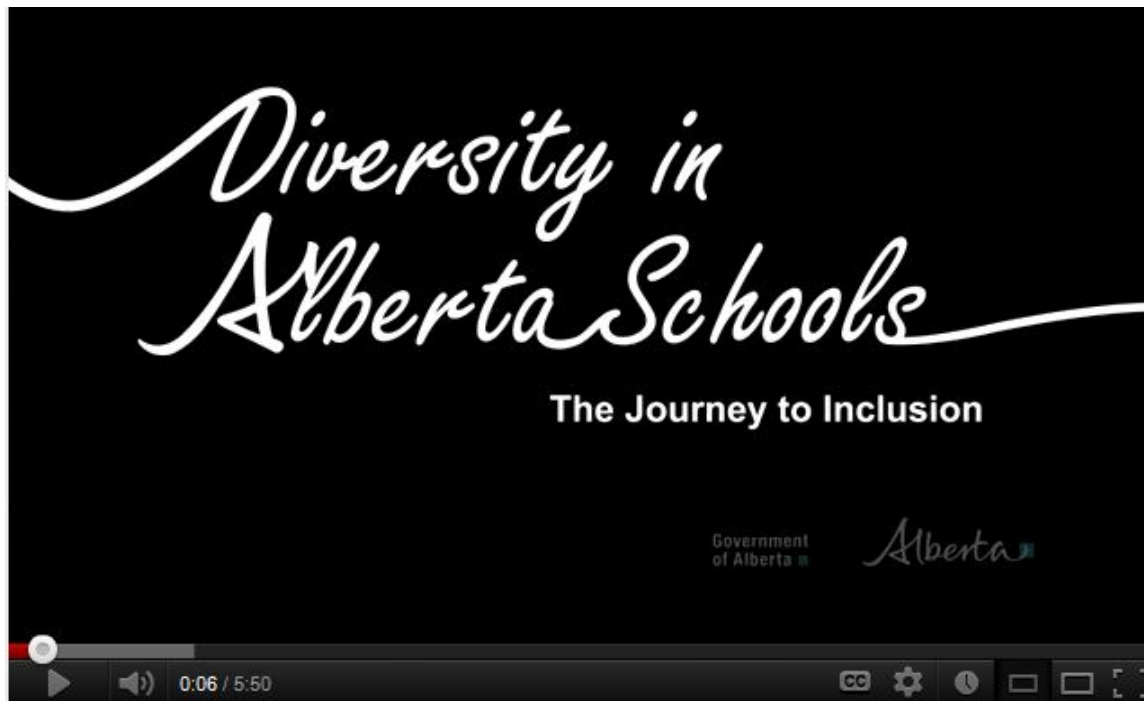 Diversity in
Alberta Schools
The Journey to Inclusion
Government
of Alberta
Alberta
0:06 / 5:50
CC